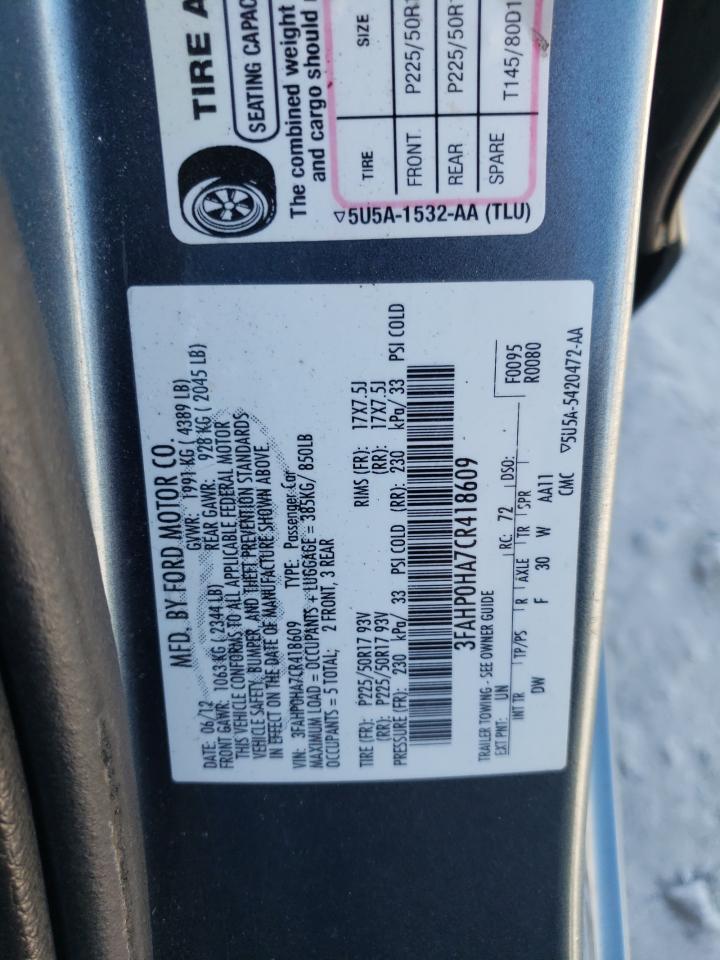 TIRE A
SEATING CAPAC
The combined weight
and cargo should
TIRE SIZE
FRONT P225/50R1
REAR P225/50R1
SPARE T145/80D1
▽5U5A-1532-AA (TLU)
MFD. BY FORD MOTOR CO.
DATE: 06/12 GVWR: 1991 KG ( 4389 LB)
FRONT GAWR: 1063 KG ( 2344 LB) REAR GAWR: 928 KG ( 2045 LB)
THIS VEHICLE CONFORMS TO ALL APPLICABLE FEDERAL MOTOR
VEHICLE SAFETY, BUMPER, AND THEFT PREVENTION STANDARDS
IN EFFECT ON THE DATE OF MANUFACTURE SHOWN ABOVE.
VIN: 3FAHP0HA7CR418609 TYPE: Passenger Car
MAXIMUM LOAD = OCCUPANTS + LUGGAGE = 385KG/ 850LB
OCCUPANTS = 5 TOTAL; 2 FRONT, 3 REAR
TIRE (FR): P225/50R17 93V RIMS (FR): 17X7.5J
(RR): P225/50R17 93V (RR): 17X7.5J
PRESSURE (FR): 230 kPa/ 33 PSI COLD (RR): 230 kPa/ 33 PSI COLD
3FAHP0HA7CR418609
TRAILER TOWING - SEE OWNER GUIDE F0095
EXT PNT: UN RC: 72 DSO: R0080
INT TR TP/PS R AXLE TR SPR
DW F 30 W AA11
CMC ▽5U5A-5420472-AA